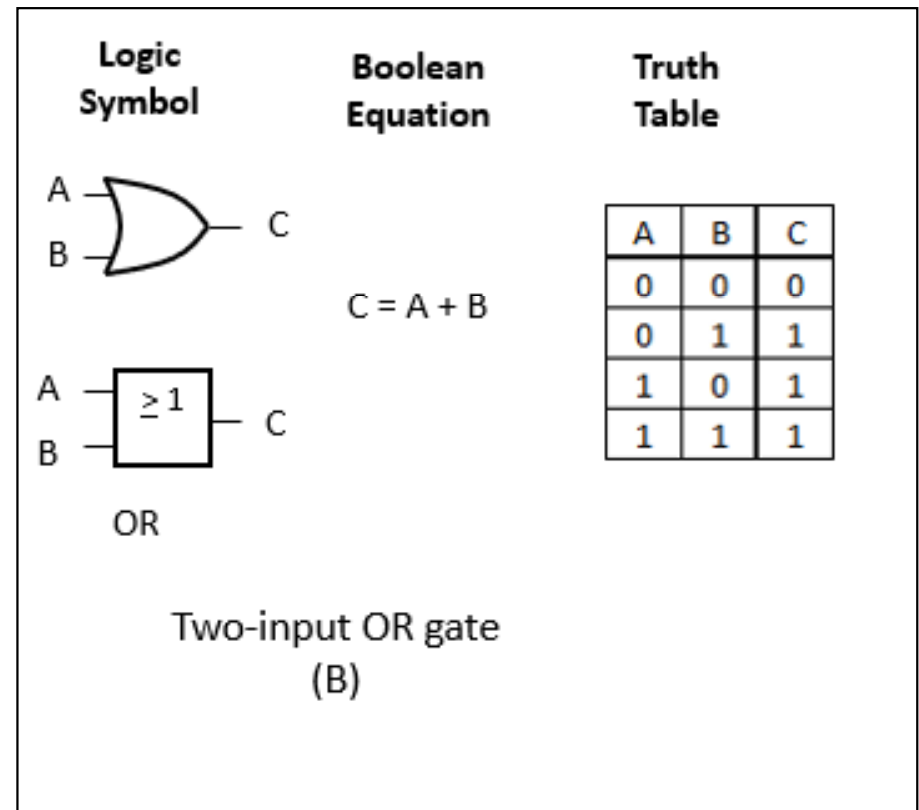 Logic
Symbol
Boolean
Equation
Truth
Table
A
B
C
C = A + B
A
B
≥ 1
C
OR
A B C
0 0 0
0 1 1
1 0 1
1 1 1
Two-input OR gate
(B)